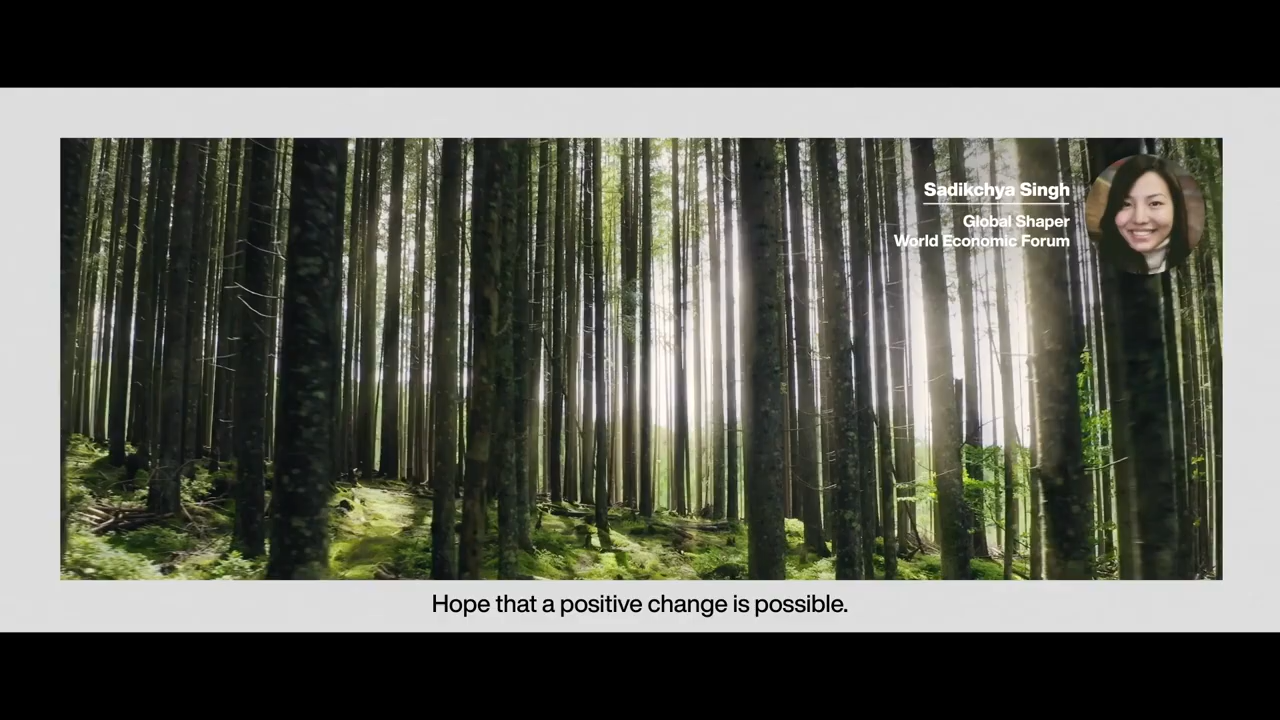 Sadikchya Singh
Global Shaper
World Economic Forum
Hope that a positive change is possible.